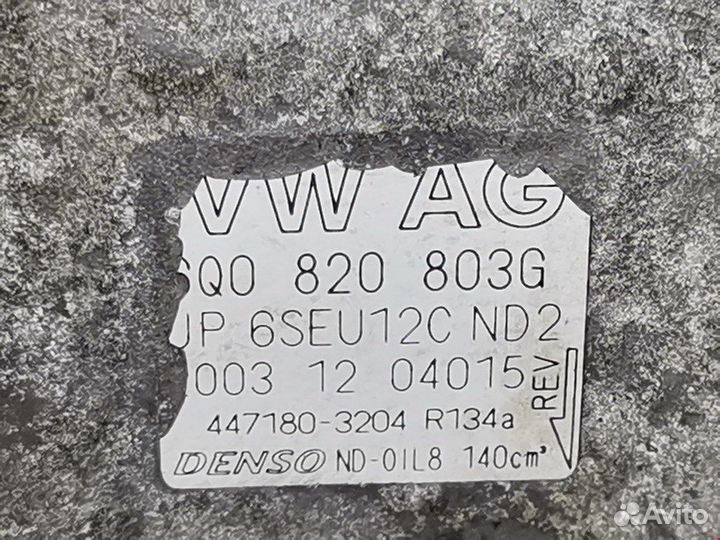 VW AG
6Q0 820 803G
JP 6SEU12C ND2
003 12 04015
REV
447180-3204 R134a
DENSO ND-OIL8 140cm³
Avito